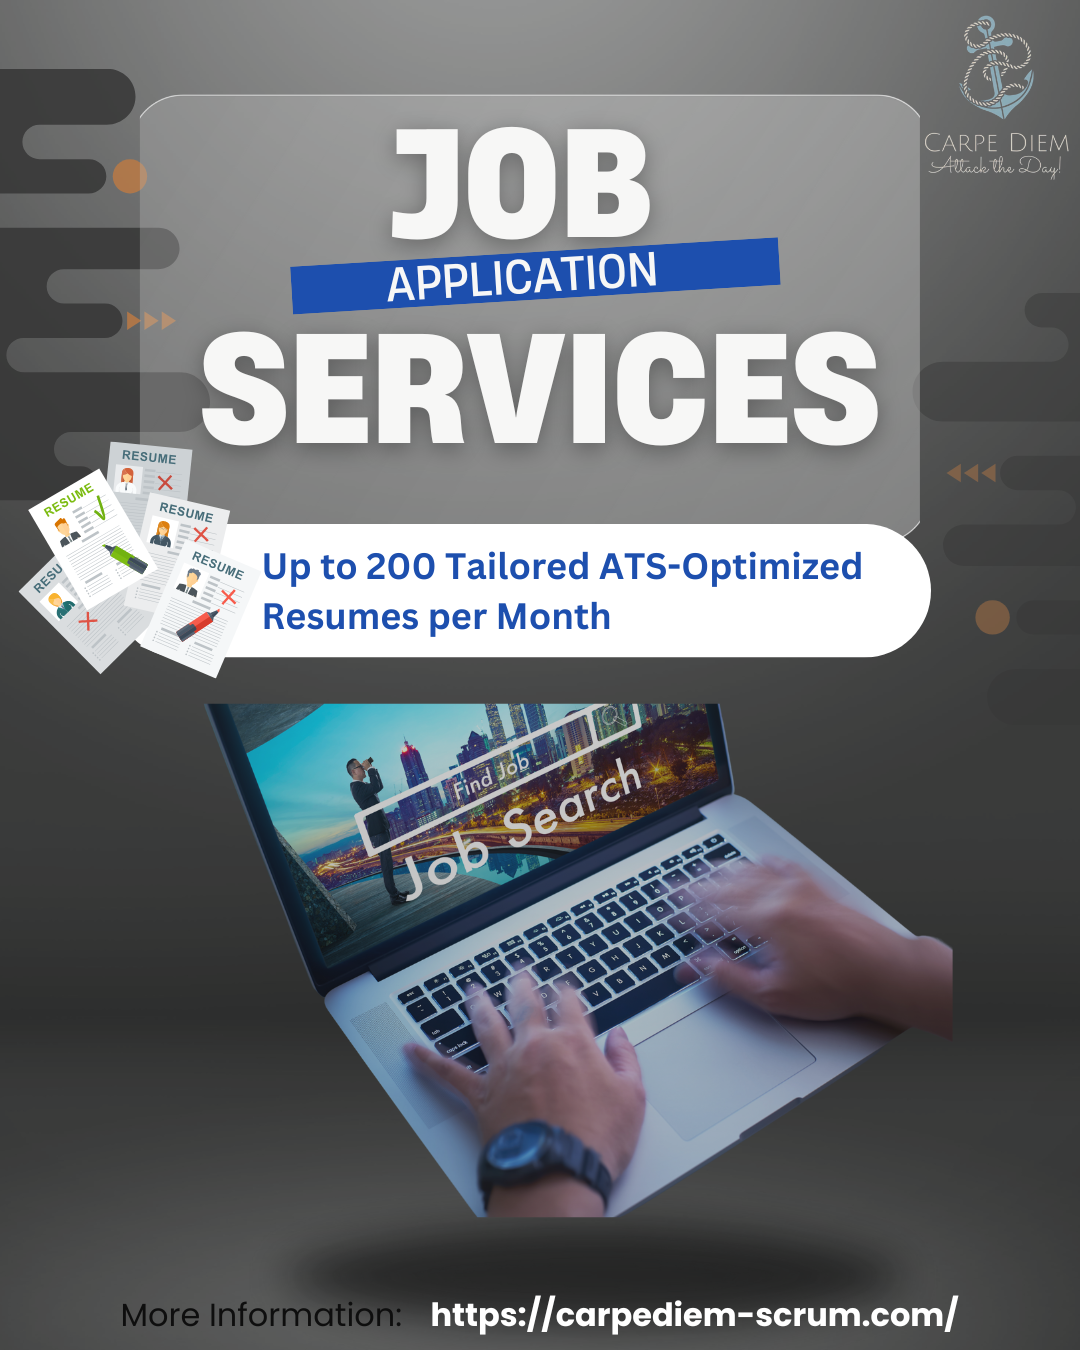 CARPE DIEM
Attack the Day!
JOB
APPLICATION
SERVICES
RESUME
RESUME
RESUME
RESUME
RESU
Up to 200 Tailored ATS-Optimized
Resumes per Month
Find Job
Job Search
More Information: https://carpediem-scrum.com/